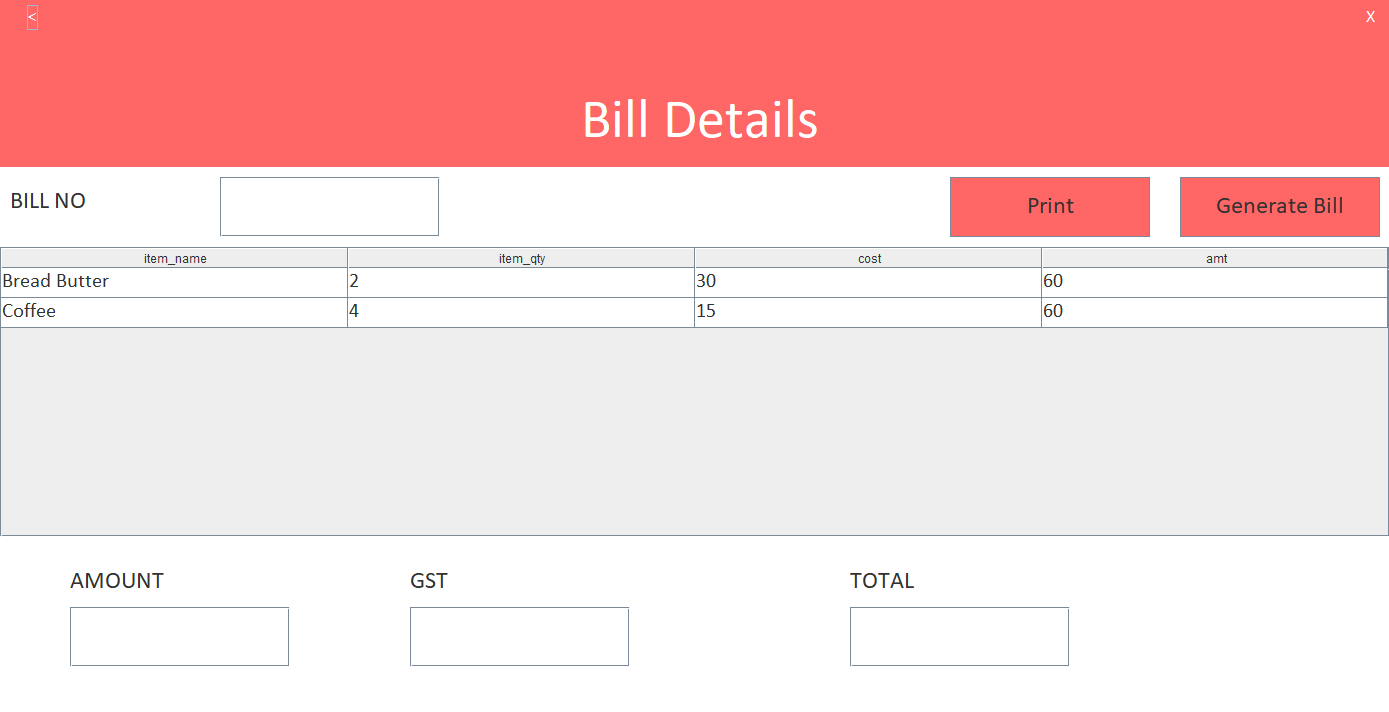 <
X
Bill Details
BILL NO
Print
Generate Bill
item_name item_qty cost amt
Bread Butter 2 30 60
Coffee 4 15 60
AMOUNT GST TOTAL